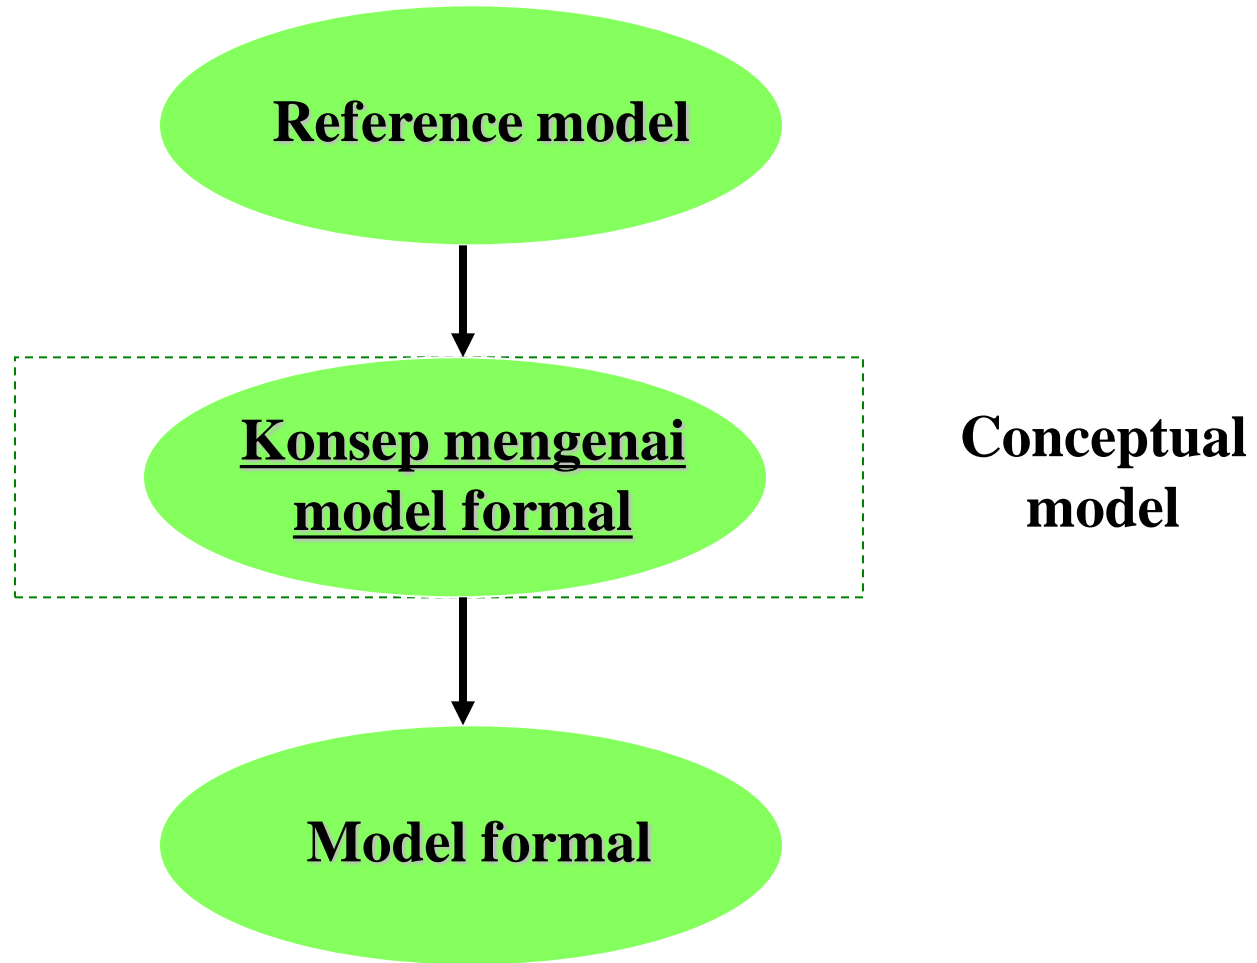 Reference model
Konsep mengenai
model formal
Conceptual
model
Model formal